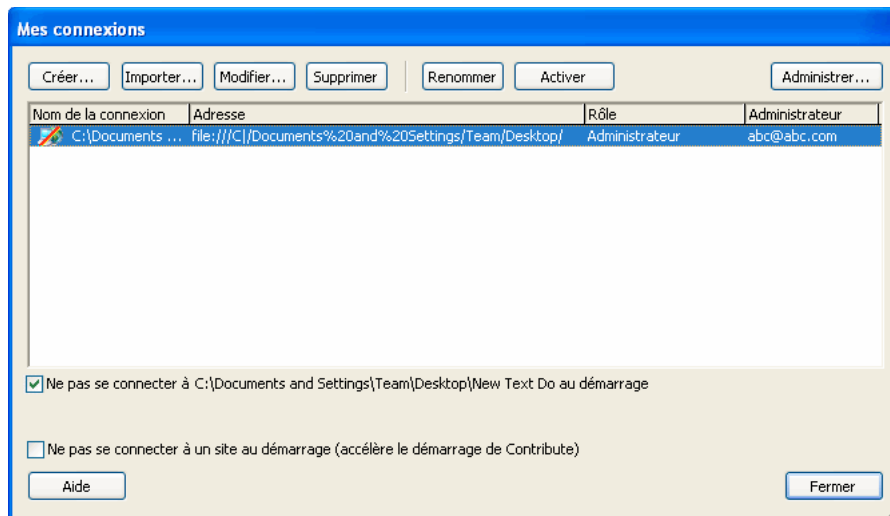 Mes connexions
Créer... Importer... Modifier... Supprimer Renommer Activer Administrer...
Nom de la connexion Adresse Rôle Administrateur
C:\Documents ... file:///C|/Documents%20and%20Settings/Team/Desktop/ Administrateur abc@abc.com
Ne pas se connecter à C:\Documents and Settings\Team\Desktop\New Text Do au démarrage
Ne pas se connecter à un site au démarrage (accélère le démarrage de Contribute)
Aide Fermer